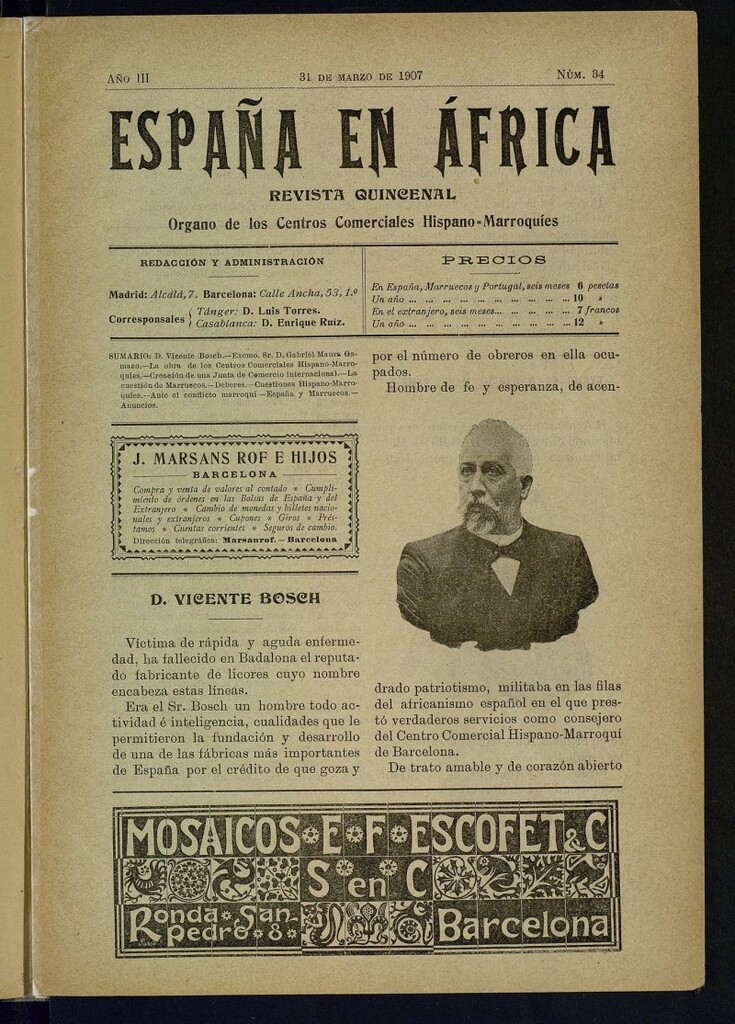 AÑO III 31 DE MARZO DE 1907 NÚM. 34
ESPAÑA EN ÁFRICA
REVISTA QUINCENAL
Organo de los Centros Comerciales Hispano-Marroquíes
REDACCIÓN Y ADMINISTRACIÓN
Madrid: Alcalá, 7. Barcelona: Calle Ancha, 53, 1.º
Corresponsales { Tánger: D. Luis Torres.
Casablanca: D. Enrique Ruiz.
PRECIOS
En España, Marruecos y Portugal, seis meses 6 pesetas
Un año ... ... ... ... ... ... ... ... ... ... 10 »
En el extranjero, seis meses... ... ... ... ... 7 francos
Un año ... ... ... ... ... ... ... ... ... ... 12 »
SUMARIO: D. Vicente Bosch.—Excmo. Sr. D. Gabriel Maura Ga-
mazo.—La obra de los Centros Comerciales Hispano-Marro-
quíes.—Creación de una Junta de Comercio internacional.—La
cuestión de Marruecos.—Deberes.—Cuestiones Hispano-Marro-
quíes.—Ante el conflicto marroquí—España y Marruecos.—
Anuncios.
J. MARSANS ROF E HIJOS
BARCELONA
Compra y venta de valores al contado * Cumpli-
miento de órdenes en las Bolsas de España y del
Extranjero * Cambio de monedas y billetes nacio-
nales y extranjeros * Cupones * Giros * Prés-
tamos * Cuentas corrientes * Seguros de cambio.
Dirección telegráfica: Marsanrof. — Barcelona
D. VICENTE BOSCH
Víctima de rápida y aguda enferme-
dad, ha fallecido en Badalona el reputa-
do fabricante de licores cuyo nombre
encabeza estas líneas.
Era el Sr. Bosch un hombre todo ac-
tividad é inteligencia, cualidades que le
permitieron la fundación y desarrollo
de una de las fábricas más importantes
de España por el crédito de que goza y
por el número de obreros en ella ocu-
pados.
Hombre de fe y esperanza, de acen-
drado patriotismo, militaba en las filas
del africanismo español en el que pres-
tó verdaderos servicios como consejero
del Centro Comercial Hispano-Marroquí
de Barcelona.
De trato amable y de corazón abierto
MOSAICOS E F ESCOFET & C
S en C
Ronda San
Pedro 8
Barcelona